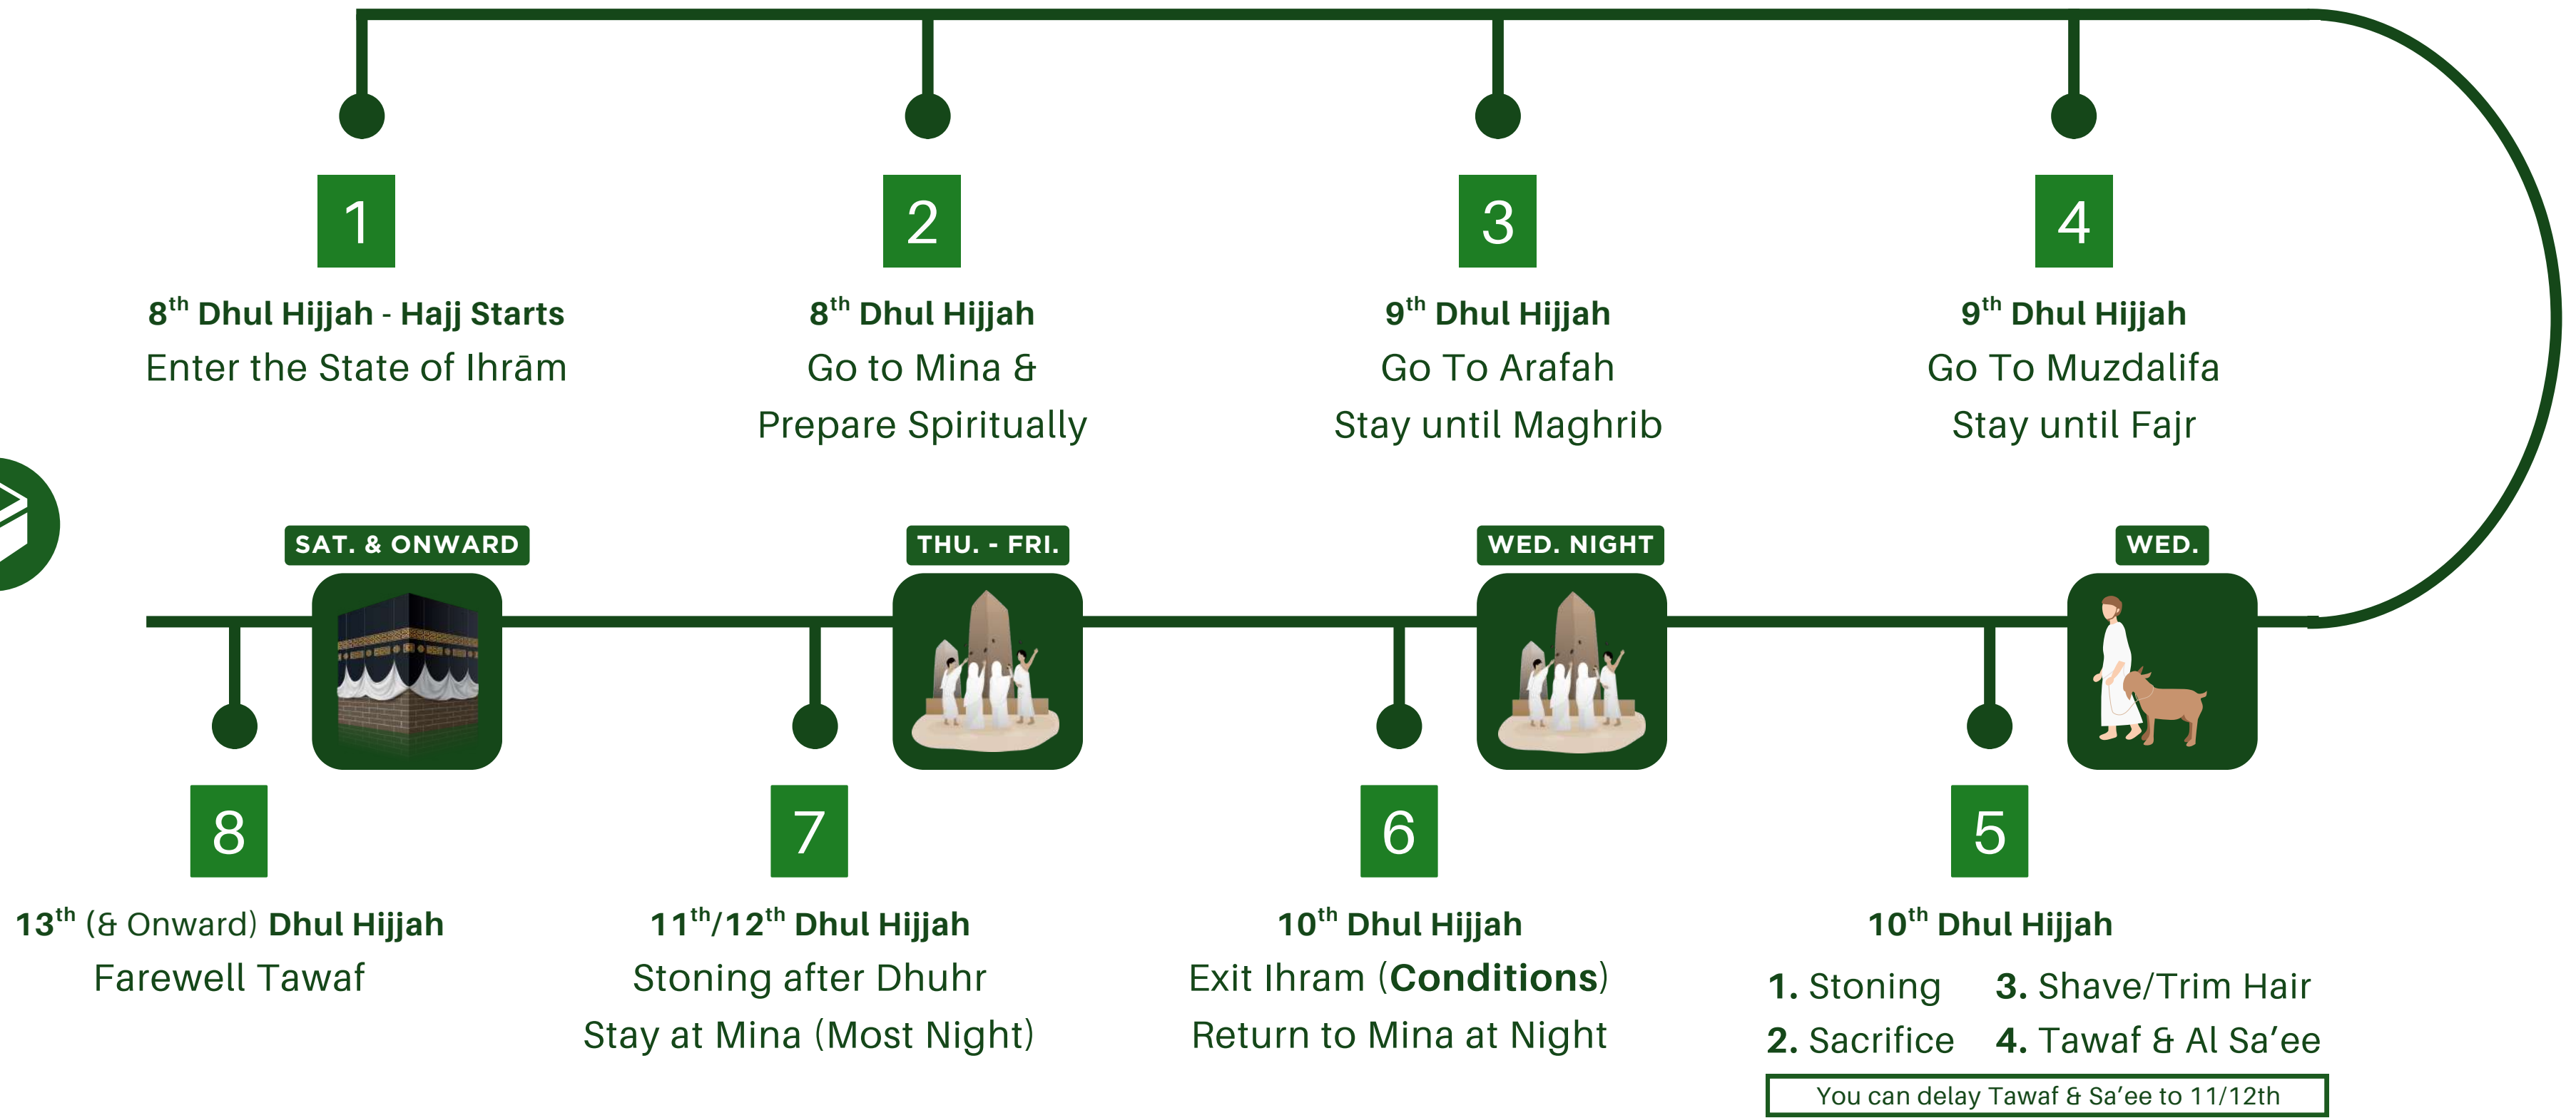 1
8th Dhul Hijjah - Hajj Starts
Enter the State of Ihrām
2
8th Dhul Hijjah
Go to Mina &
Prepare Spiritually
3
9th Dhul Hijjah
Go To Arafah
Stay until Maghrib
4
9th Dhul Hijjah
Go To Muzdalifa
Stay until Fajr
WED.
5
10th Dhul Hijjah
1. Stoning
2. Sacrifice
3. Shave/Trim Hair
4. Tawaf & Al Sa’ee
You can delay Tawaf & Sa’ee to 11/12th
WED. NIGHT
6
10th Dhul Hijjah
Exit Ihram (Conditions)
Return to Mina at Night
THU. - FRI.
7
11th/12th Dhul Hijjah
Stoning after Dhuhr
Stay at Mina (Most Night)
SAT. & ONWARD
8
13th (& Onward) Dhul Hijjah
Farewell Tawaf